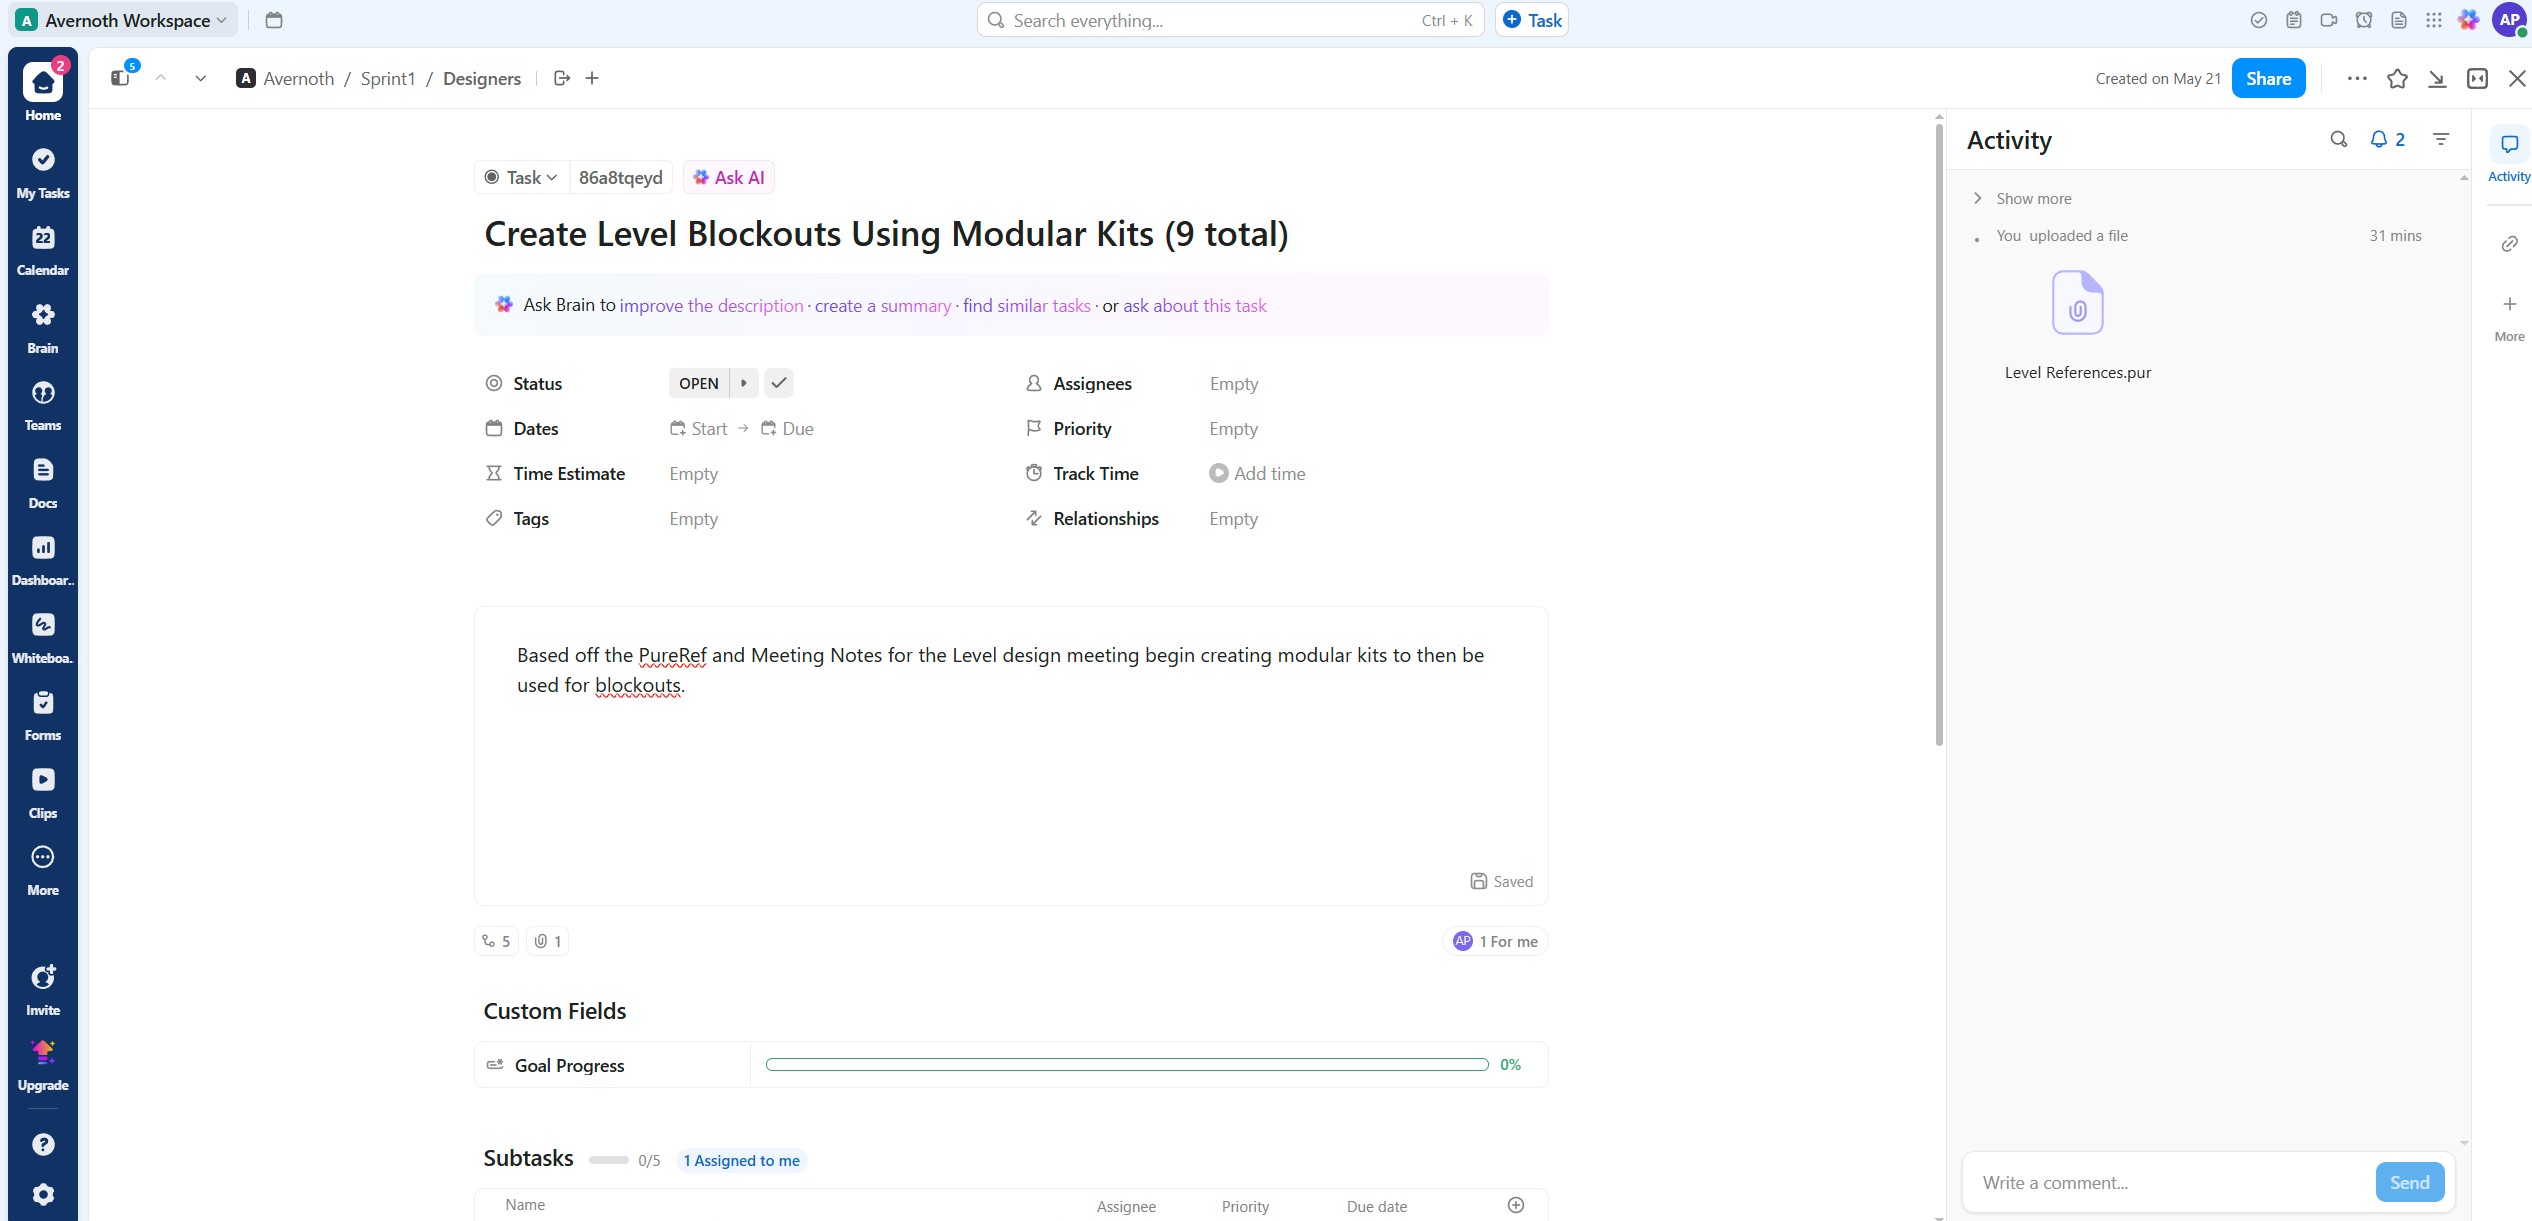 A Avernoth Workspace
Search everything... Ctrl + K
Task
AP
2
Home
My Tasks
22
Calendar
Brain
Teams
Docs
Dashboar..
Whiteboa..
Forms
Clips
More
Invite
Upgrade
5
A Avernoth / Sprint1 / Designers
Created on May 21
Share
Task 86a8tqeyd Ask AI
Create Level Blockouts Using Modular Kits (9 total)
Ask Brain to improve the description · create a summary · find similar tasks · or ask about this task
Status OPEN Assignees Empty
Dates Start → Due Priority Empty
Time Estimate Empty Track Time Add time
Tags Empty Relationships Empty
Based off the PureRef and Meeting Notes for the Level design meeting begin creating modular kits to then be
used for blockouts.
Saved
5 1 AP 1 For me
Custom Fields
Goal Progress 0%
Subtasks 0/5 1 Assigned to me
Name Assignee Priority Due date
Activity 2
Show more
You uploaded a file 31 mins
Level References.pur
Write a comment... Send
Activity
More